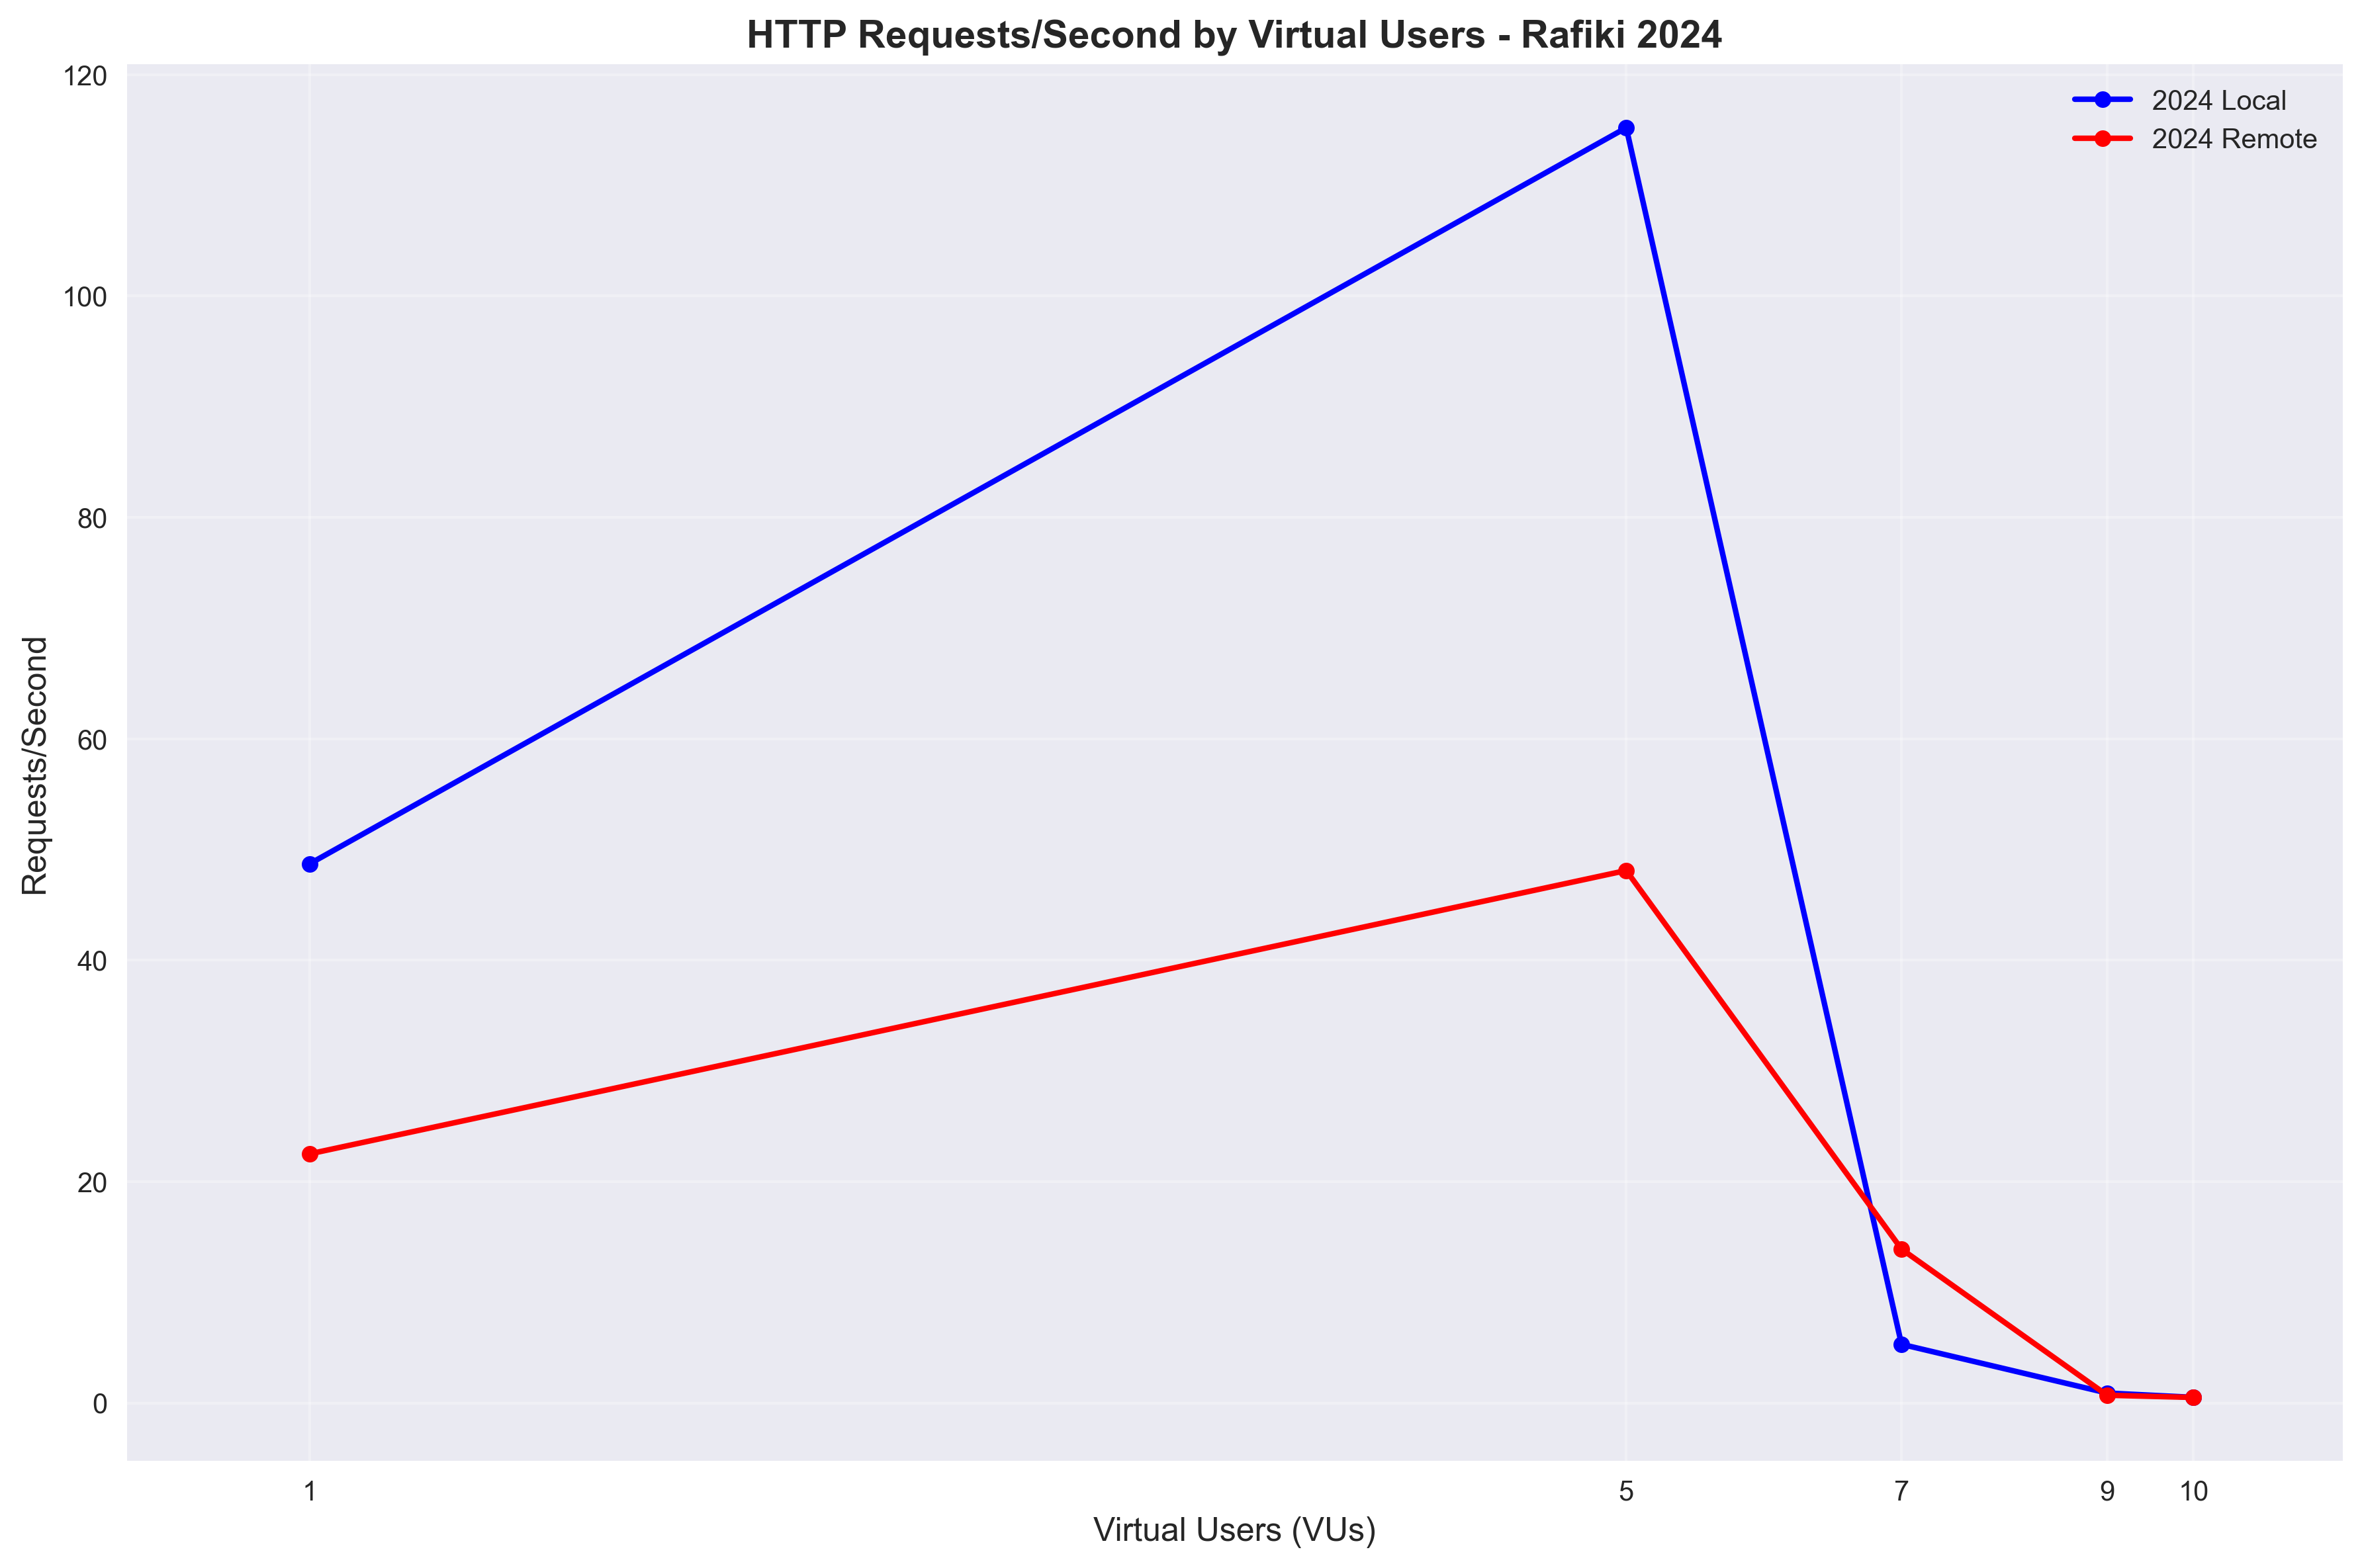 HTTP Requests/Second by Virtual Users - Rafiki 2024
120
100
80
60
40
20
0
Requests/Second
2024 Local
2024 Remote
1
5
7
9
10
Virtual Users (VUs)